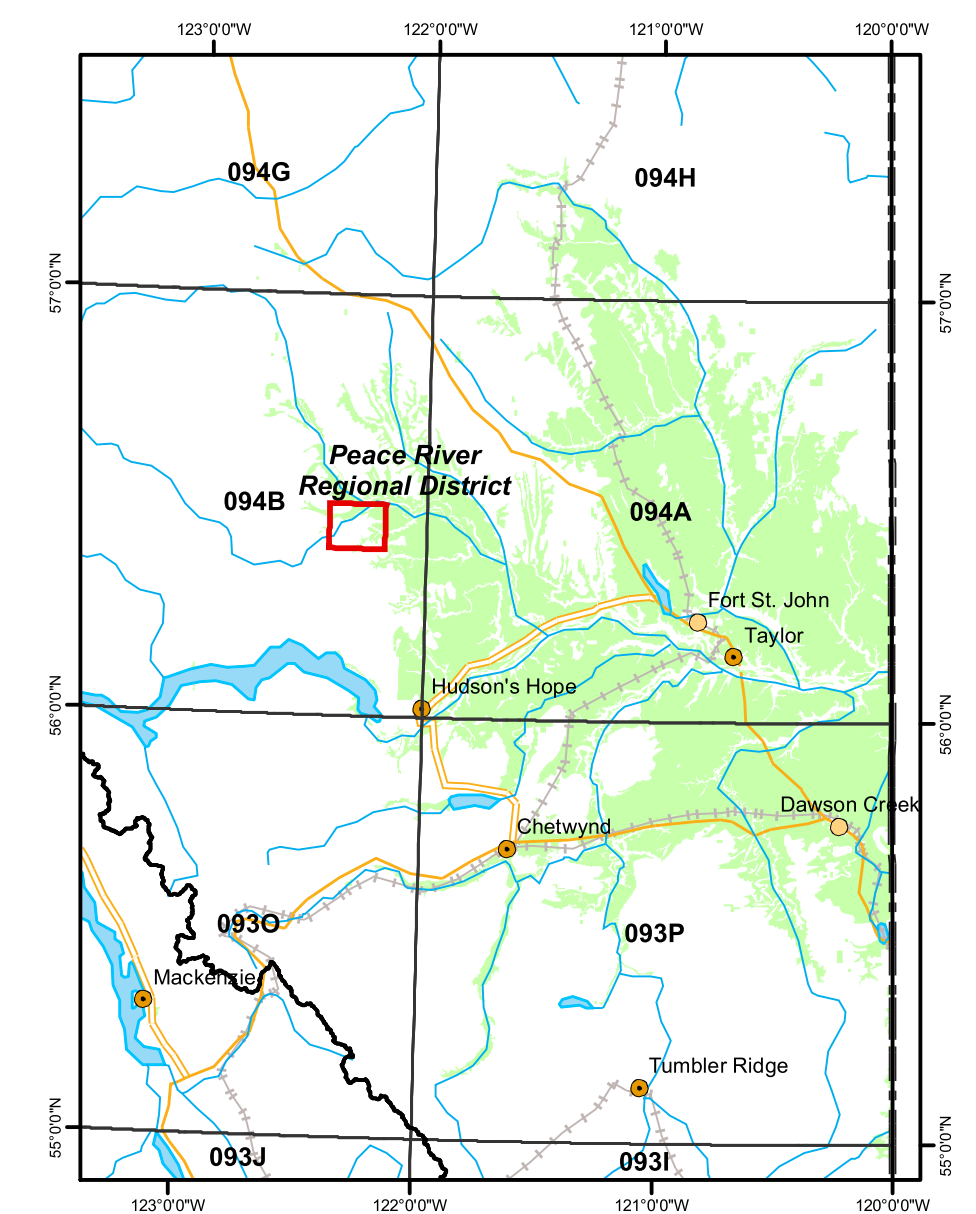 123°0'0"W
122°0'0"W
121°0'0"W
120°0'0"W
094G
094H
57°0'0"N
57°0'0"N
Peace River
Regional District
094B
094A
Fort St. John
Taylor
Hudson's Hope
56°0'0"N
56°0'0"N
Dawson Creek
Chetwynd
093O
093P
Mackenzie
Tumbler Ridge
55°0'0"N
55°0'0"N
093J
093I
123°0'0"W
122°0'0"W
121°0'0"W
120°0'0"W